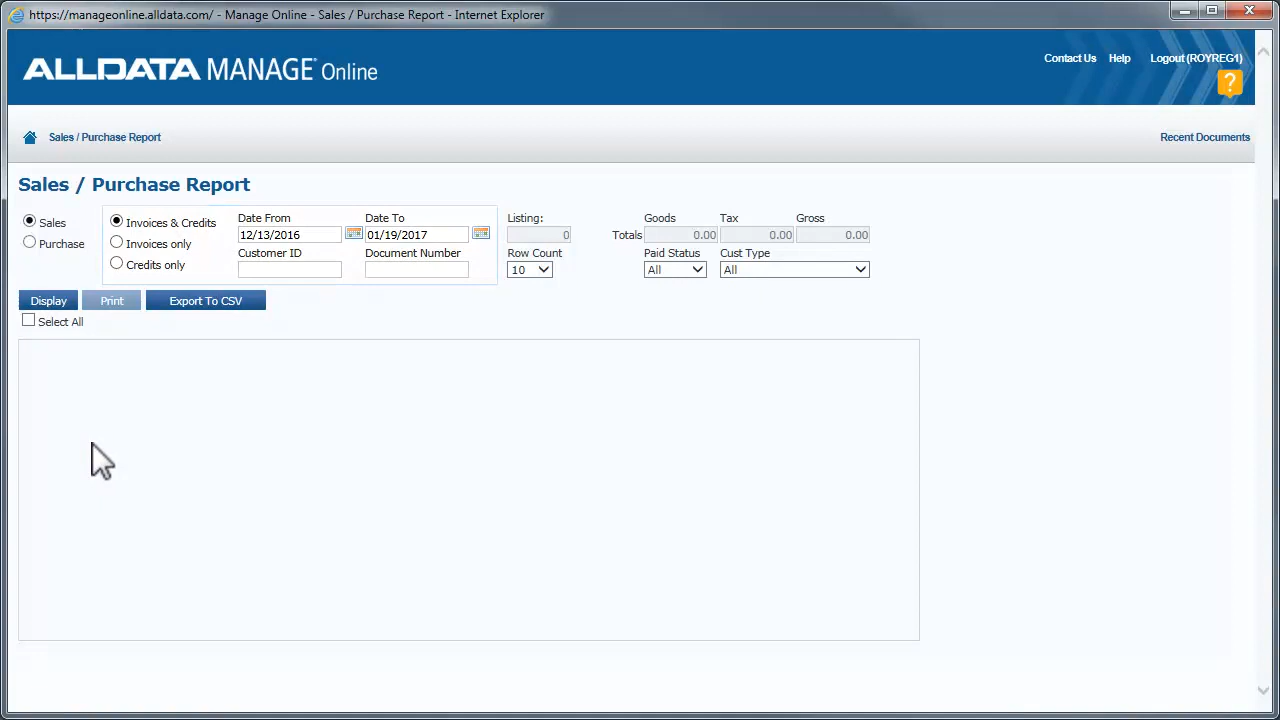 https://manageonline.alldata.com/ - Manage Online - Sales / Purchase Report - Internet Explorer
ALLDATA MANAGE® Online
Contact Us Help Logout (ROYREG1)
?
Sales / Purchase Report
Recent Documents
Sales / Purchase Report
Sales
Purchase
Invoices & Credits
Invoices only
Credits only
Date From Date To
12/13/2016 01/19/2017
Customer ID Document Number
Listing: Goods Tax Gross
0 Totals 0.00 0.00 0.00
Row Count Paid Status Cust Type
10 All All
Display Print Export To CSV
Select All